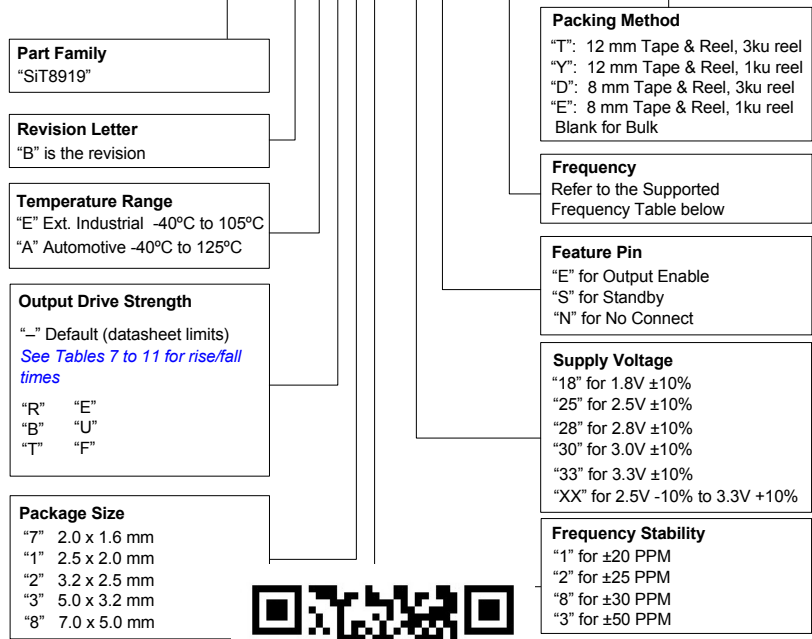 Part Family
“SiT8919”
Revision Letter
“B” is the revision
Temperature Range
“E” Ext. Industrial -40ºC to 105ºC
“A” Automotive -40ºC to 125ºC
Output Drive Strength
“–” Default (datasheet limits)
See Tables 7 to 11 for rise/fall
times
“R” “E”
“B” “U”
“T” “F”
Package Size
“7” 2.0 x 1.6 mm
“1” 2.5 x 2.0 mm
“2” 3.2 x 2.5 mm
“3” 5.0 x 3.2 mm
“8” 7.0 x 5.0 mm
Packing Method
“T”: 12 mm Tape & Reel, 3ku reel
“Y”: 12 mm Tape & Reel, 1ku reel
“D”: 8 mm Tape & Reel, 3ku reel
“E”: 8 mm Tape & Reel, 1ku reel
Blank for Bulk
Frequency
Refer to the Supported
Frequency Table below
Feature Pin
“E” for Output Enable
“S” for Standby
“N” for No Connect
Supply Voltage
“18” for 1.8V ±10%
“25” for 2.5V ±10%
“28” for 2.8V ±10%
“30” for 3.0V ±10%
“33” for 3.3V ±10%
“XX” for 2.5V -10% to 3.3V +10%
Frequency Stability
“1” for ±20 PPM
“2” for ±25 PPM
“8” for ±30 PPM
“3” for ±50 PPM